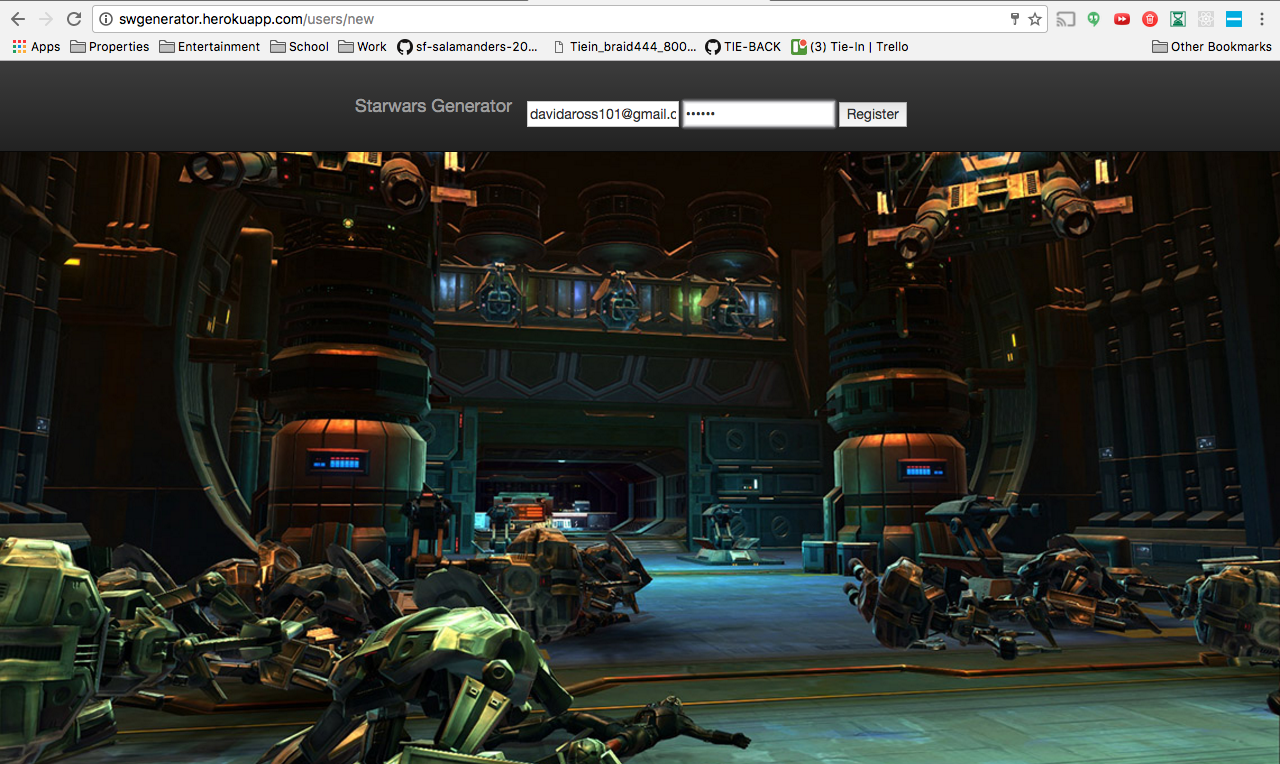 swgenerator.herokuapp.com/users/new
Apps Properties Entertainment School Work sf-salamanders-20... Tiein_braid444_800... TIE-BACK (3) Tie-In | Trello Other Bookmarks
Starwars Generator davidaross101@gmail.c •••••• Register